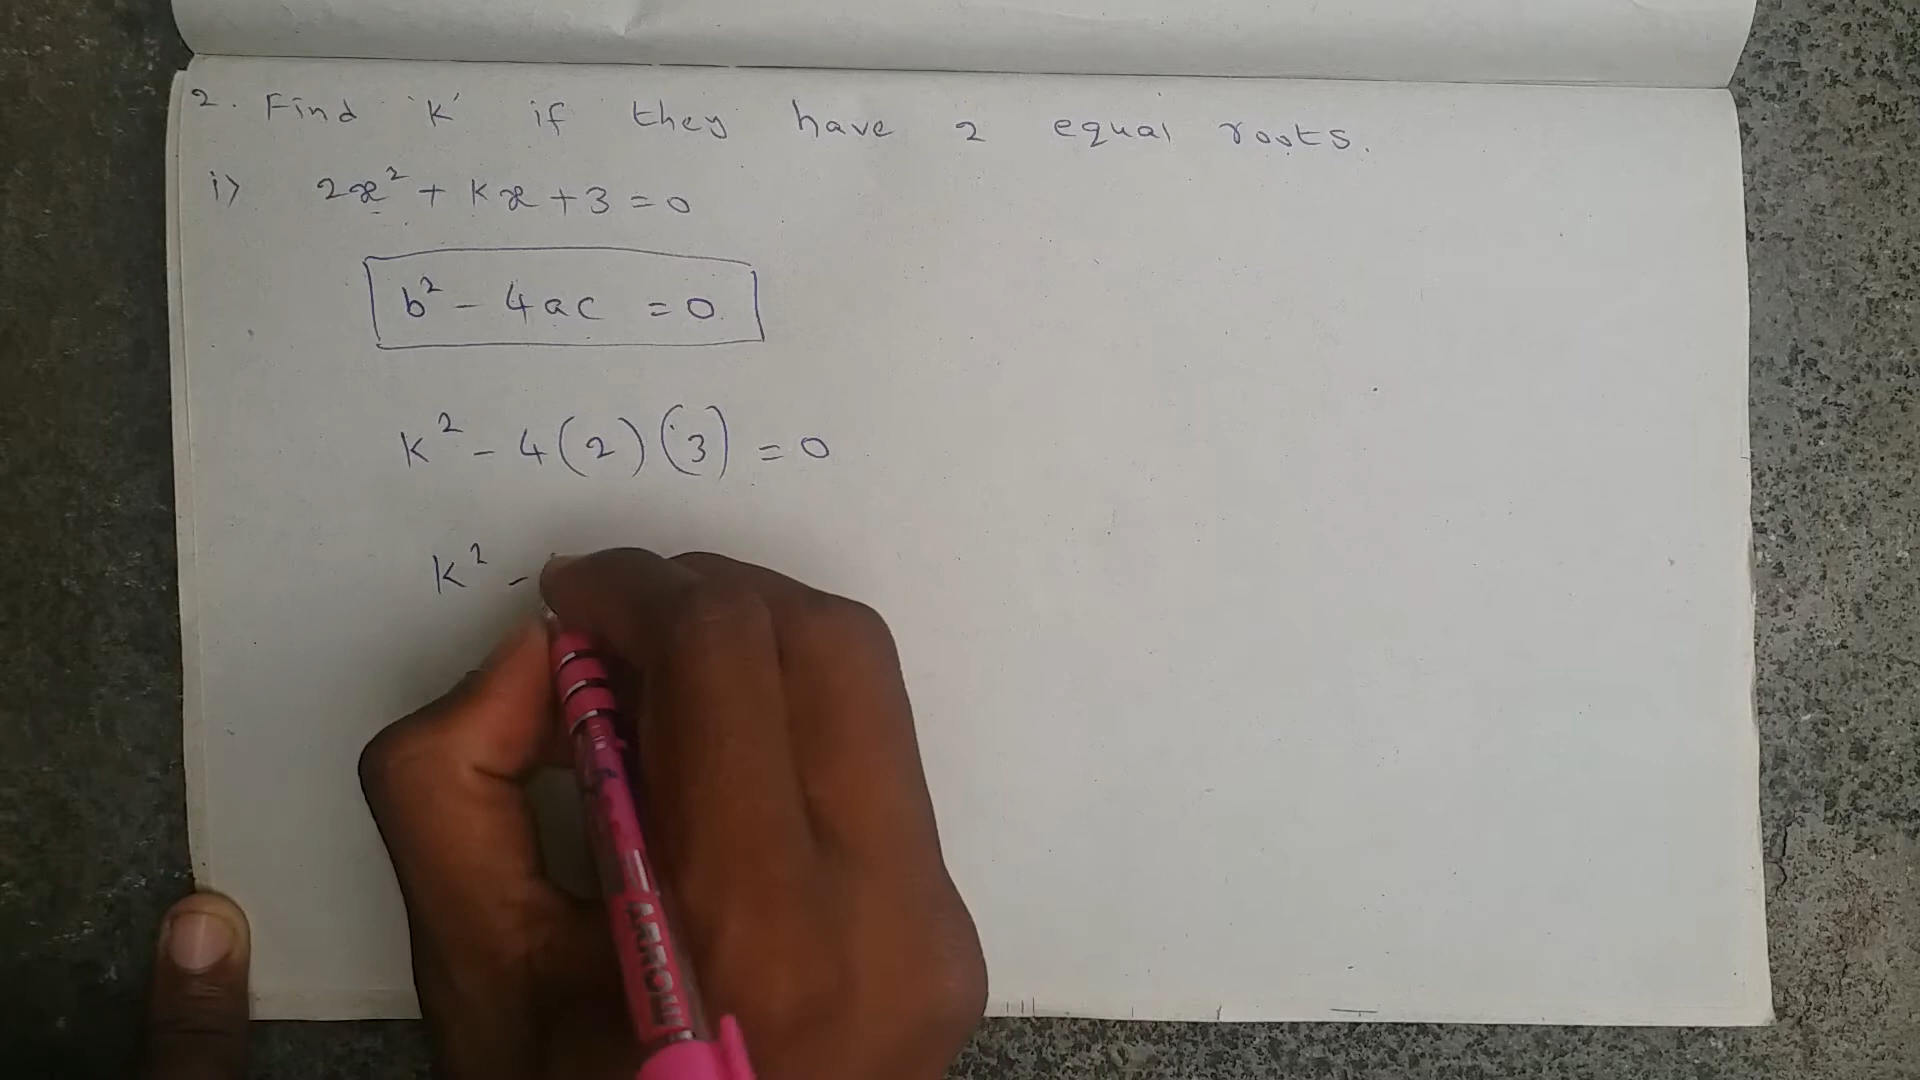 2. Find 'K' if they have 2 equal roots.
i) 2x² + Kx + 3 = 0
b² - 4ac = 0
K² - 4(2)(3) = 0
K² -
ARROW